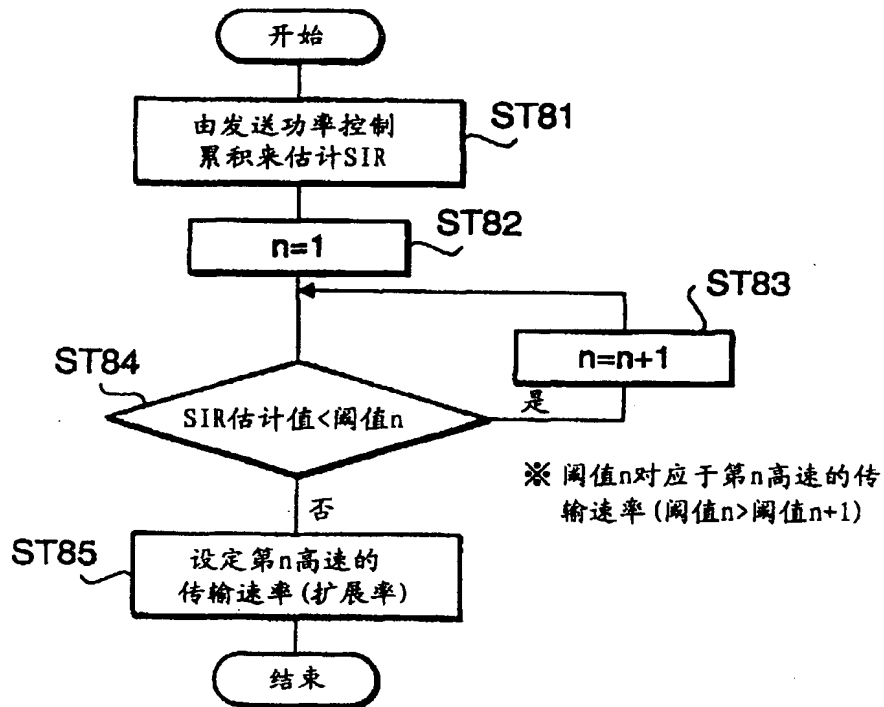 开始
由发送功率控制
累积来估计SIR
ST81
n=1
ST82
ST83
n=n+1
ST84
SIR估计值<阈值n
是
※ 阈值n对应于第n高速的传
输速率(阈值n>阈值n+1)
否
ST85
设定第n高速的
传输速率(扩展率)
结束